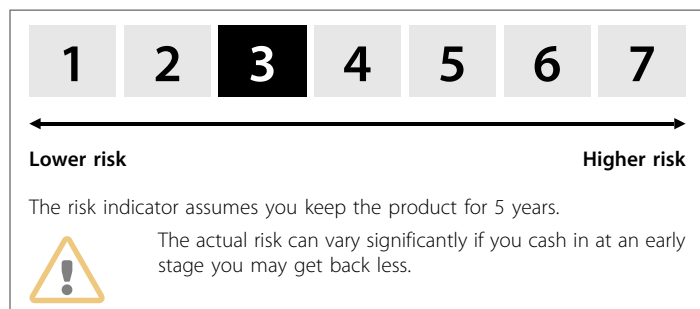 1 2 3 4 5 6 7
Lower risk Higher risk
The risk indicator assumes you keep the product for 5 years.
The actual risk can vary significantly if you cash in at an early
stage you may get back less.